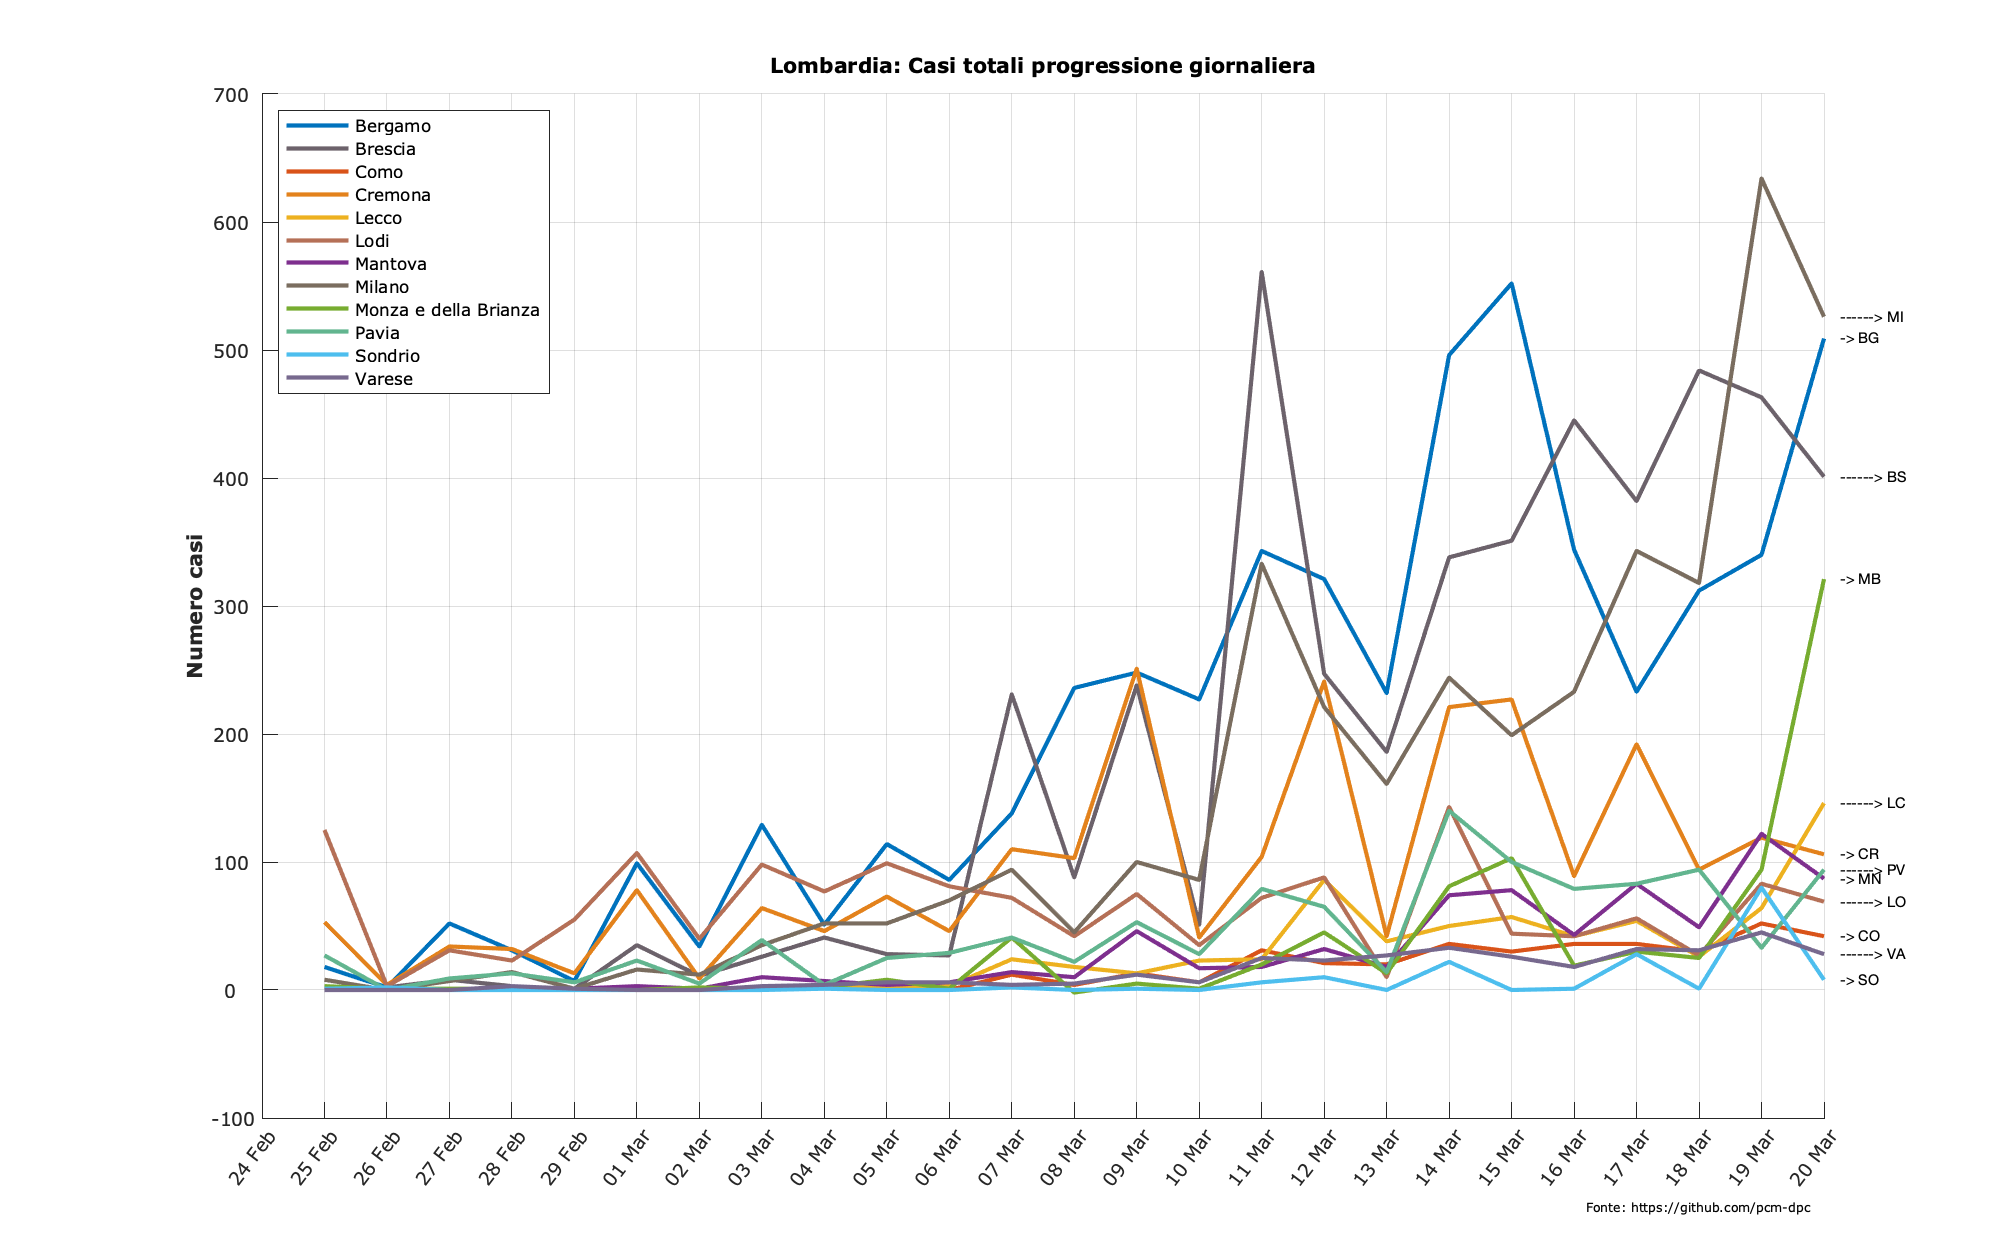 Lombardia: Casi totali progressione giornaliera
700
600
500
400
300
200
100
0
-100
Numero casi
Bergamo
Brescia
Como
Cremona
Lecco
Lodi
Mantova
Milano
Monza e della Brianza
Pavia
Sondrio
Varese
------> MI
-> BG
------> BS
-> MB
------> LC
-> CR
------> PV
-> MN
------> LO
-> CO
------> VA
-> SO
24 Feb
25 Feb
26 Feb
27 Feb
28 Feb
29 Feb
01 Mar
02 Mar
03 Mar
04 Mar
05 Mar
06 Mar
07 Mar
08 Mar
09 Mar
10 Mar
11 Mar
12 Mar
13 Mar
14 Mar
15 Mar
16 Mar
17 Mar
18 Mar
19 Mar
20 Mar
Fonte: https://github.com/pcm-dpc